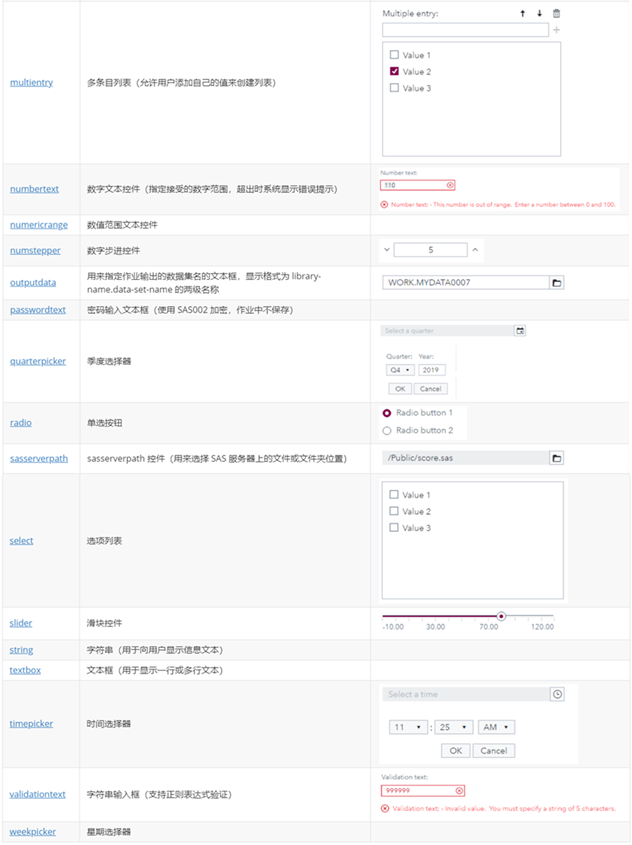 Multiple entry:
multientry
多条目列表（允许用户添加自己的值来创建列表）
Value 1
Value 2
Value 3
numbertext
数字文本控件（指定接受的数字范围，超出时系统显示错误提示）
Number text:
110
Number text: - This number is out of range. Enter a number between 0 and 100.
numericrange
数值范围文本控件
numstepper
数字步进控件
5
outputdata
用来指定作业输出的数据集名的文本框，显示格式为 library-
name.data-set-name 的两级名称
WORK.MYDATA0007
passwordtext
密码输入文本框（使用 SAS002 加密，作业中不保存）
quarterpicker
季度选择器
Select a quarter
Quarter: Year:
Q4 2019
OK Cancel
radio
单选按钮
Radio button 1
Radio button 2
sasserverpath
sasserverpath 控件（用来选择 SAS 服务器上的文件或文件夹位置）
/Public/score.sas
select
选项列表
Value 1
Value 2
Value 3
slider
滑块控件
-10.00 30.00 70.00 120.00
string
字符串（用于向用户显示信息文本）
textbox
文本框（用于显示一行或多行文本）
timepicker
时间选择器
Select a time
11 : 25 AM
OK Cancel
validationtext
字符串输入框（支持正则表达式验证）
Validation text:
999999
Validation text: - Invalid value. You must specify a string of 5 characters.
weekpicker
星期选择器